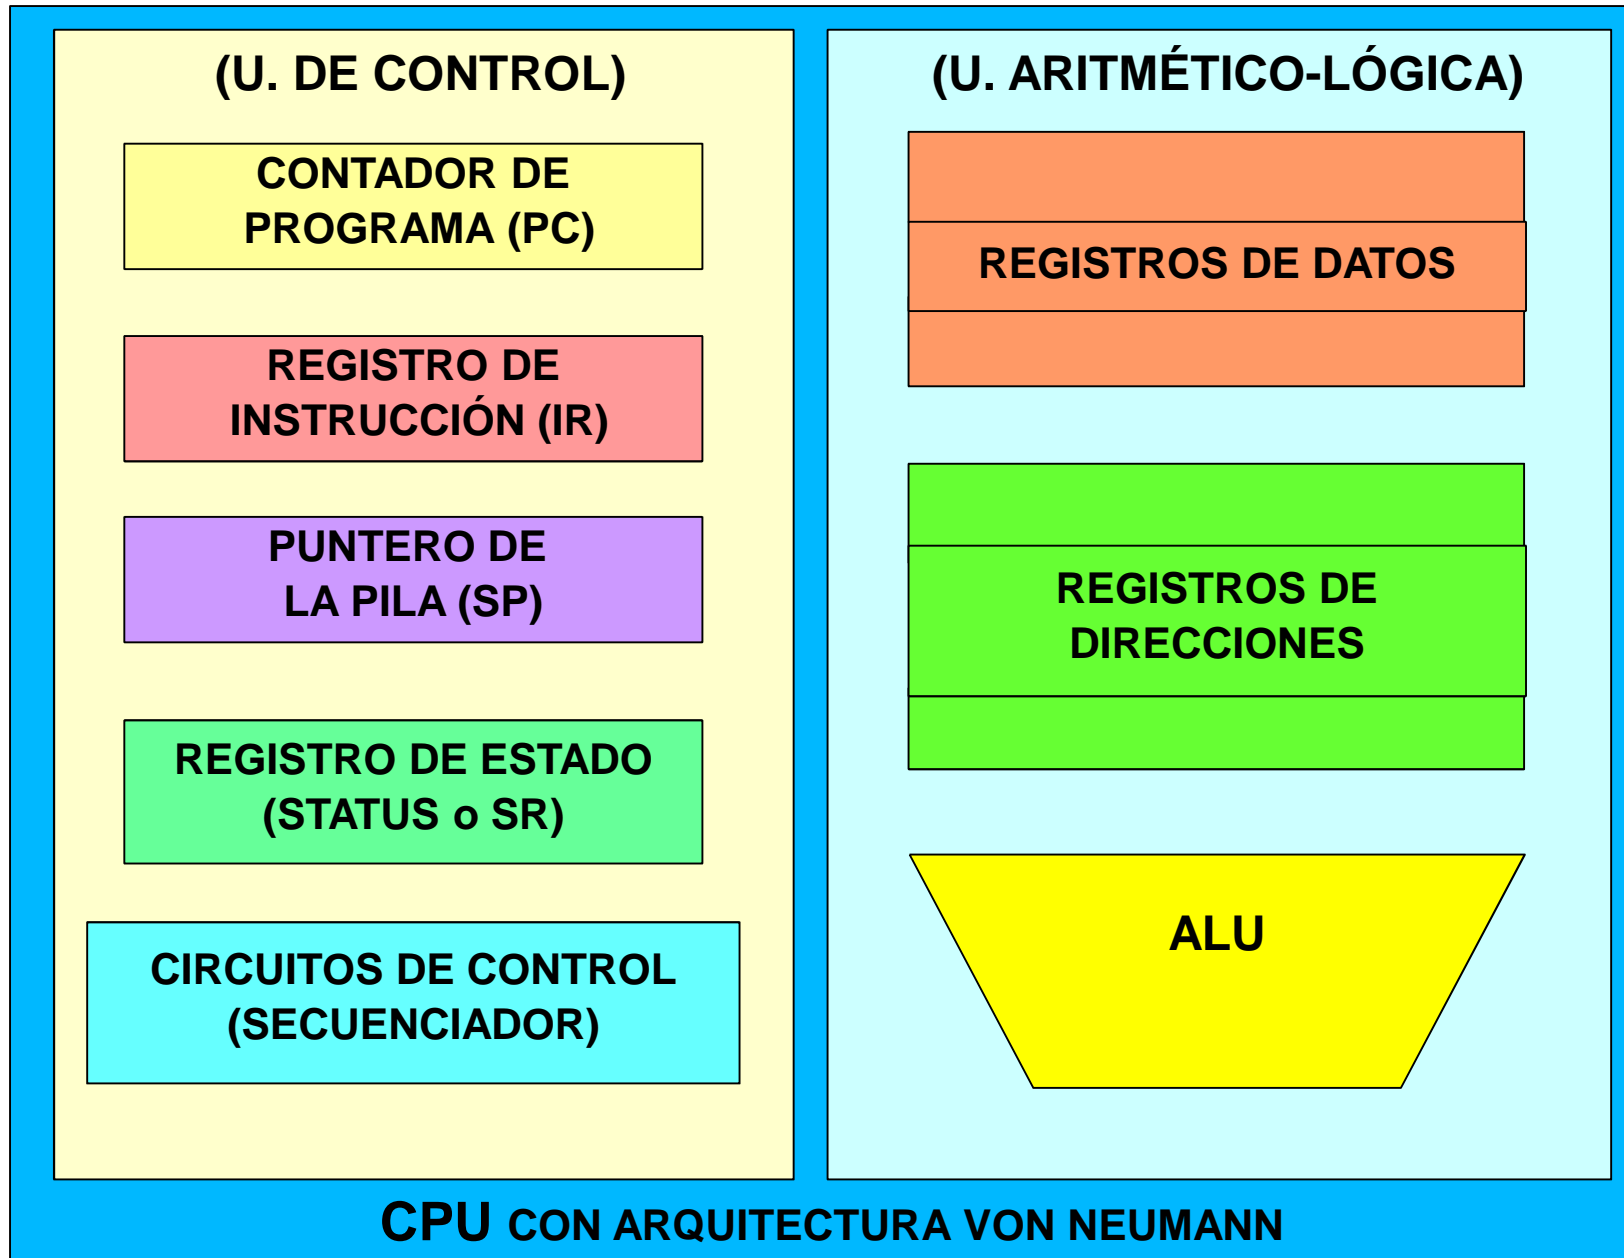 (U. DE CONTROL)
CONTADOR DE
PROGRAMA (PC)
REGISTRO DE
INSTRUCCIÓN (IR)
PUNTERO DE
LA PILA (SP)
REGISTRO DE ESTADO
(STATUS o SR)
CIRCUITOS DE CONTROL
(SECUENCIADOR)
(U. ARITMÉTICO-LÓGICA)
REGISTROS DE DATOS
REGISTROS DE
DIRECCIONES
ALU
CPU CON ARQUITECTURA VON NEUMANN